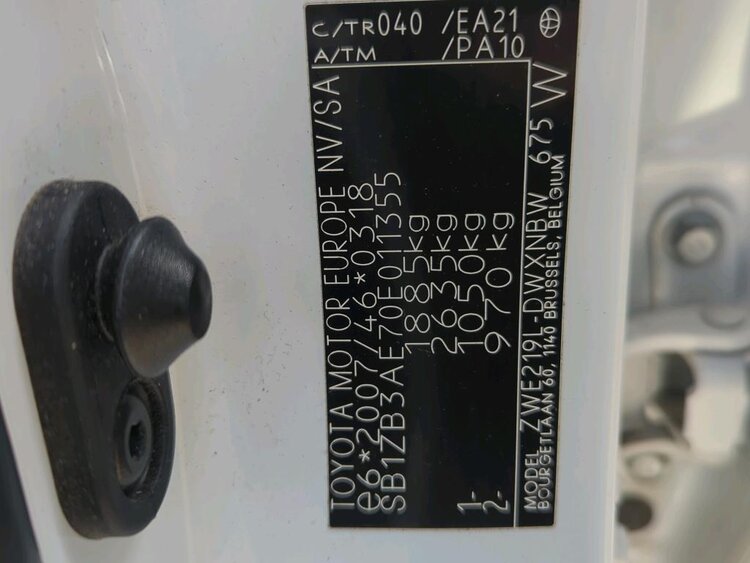 C/TR040 /EA21
A/TM /PA10
TOYOTA MOTOR EUROPE NV/SA
e6*2007/46*0318
SB1ZB3AE70E011355
1885kg
2635kg
1- 1050kg
2- 970kg
MODEL ZWE219L-DWXNBW 675 W
BOURGETLAAN 60, 1140 BRUSSELS, BELGIUM